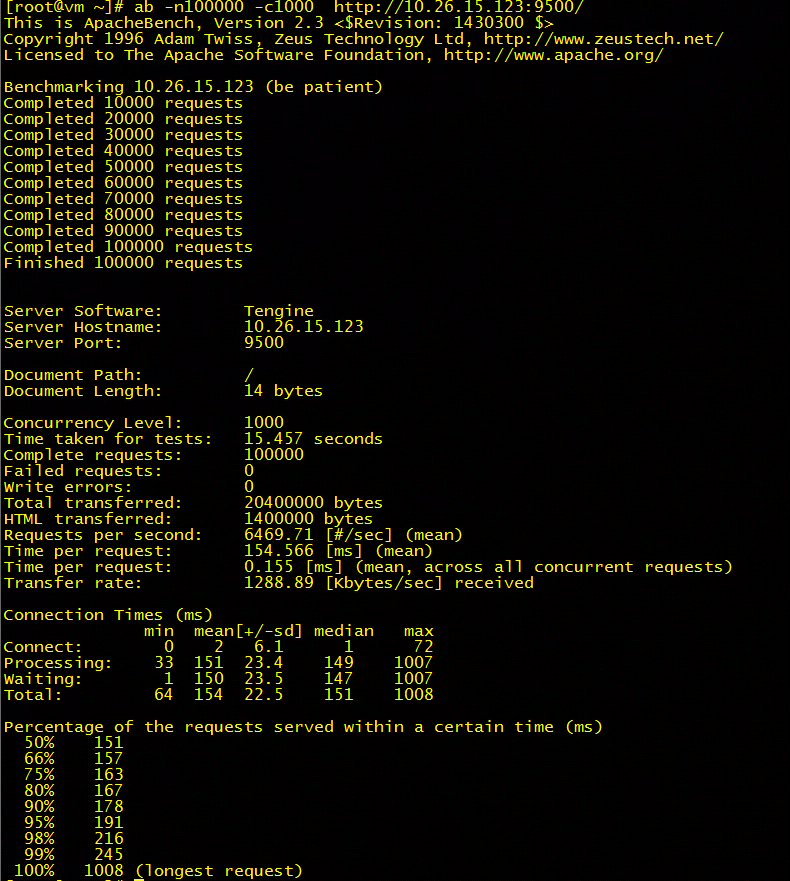 [root@vm ~]# ab -n100000 -c1000  http://10.26.15.123:9500/
This is ApacheBench, Version 2.3 <$Revision: 1430300 $>
Copyright 1996 Adam Twiss, Zeus Technology Ltd, http://www.zeustech.net/
Licensed to The Apache Software Foundation, http://www.apache.org/

Benchmarking 10.26.15.123 (be patient)
Completed 10000 requests
Completed 20000 requests
Completed 30000 requests
Completed 40000 requests
Completed 50000 requests
Completed 60000 requests
Completed 70000 requests
Completed 80000 requests
Completed 90000 requests
Completed 100000 requests
Finished 100000 requests


Server Software:        Tengine
Server Hostname:        10.26.15.123
Server Port:            9500

Document Path:          /
Document Length:        14 bytes

Concurrency Level:      1000
Time taken for tests:   15.457 seconds
Complete requests:      100000
Failed requests:        0
Write errors:           0
Total transferred:      20400000 bytes
HTML transferred:       1400000 bytes
Requests per second:    6469.71 [#/sec] (mean)
Time per request:       154.566 [ms] (mean)
Time per request:       0.155 [ms] (mean, across all concurrent requests)
Transfer rate:          1288.89 [Kbytes/sec] received

Connection Times (ms)
              min  mean[+/-sd] median   max
Connect:        0    2   6.1      1      72
Processing:    33  151  23.4    149    1007
Waiting:        1  150  23.5    147    1007
Total:         64  154  22.5    151    1008

Percentage of the requests served within a certain time (ms)
  50%    151
  66%    157
  75%    163
  80%    167
  90%    178
  95%    191
  98%    216
  99%    245
 100%   1008 (longest request)